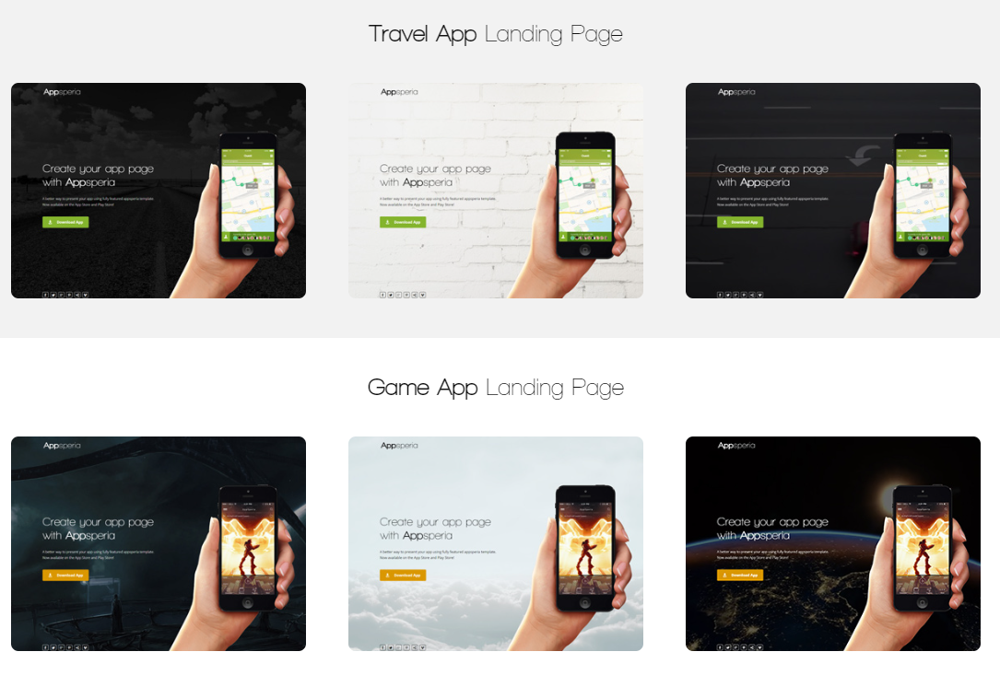 Travel App Landing Page
Appsperia
Create your app page
with Appsperia
A better way to present your app using fully featured appsperia template.
Now available on the App Store and Play Store!
Download App
Travel
Appsperia
Create your app page
with Appsperia
A better way to present your app using fully featured appsperia template.
Now available on the App Store and Play Store!
Download App
Travel
Appsperia
Create your app page
with Appsperia
A better way to present your app using fully featured appsperia template.
Now available on the App Store and Play Store!
Download App
Travel
Game App Landing Page
Appsperia
Create your app page
with Appsperia
A better way to present your app using fully featured appsperia template.
Now available on the App Store and Play Store!
Download App
Appsperia
Create your app page
with Appsperia
A better way to present your app using fully featured appsperia template.
Now available on the App Store and Play Store!
Download App
Appsperia
Create your app page
with Appsperia
A better way to present your app using fully featured appsperia template.
Now available on the App Store and Play Store!
Download App